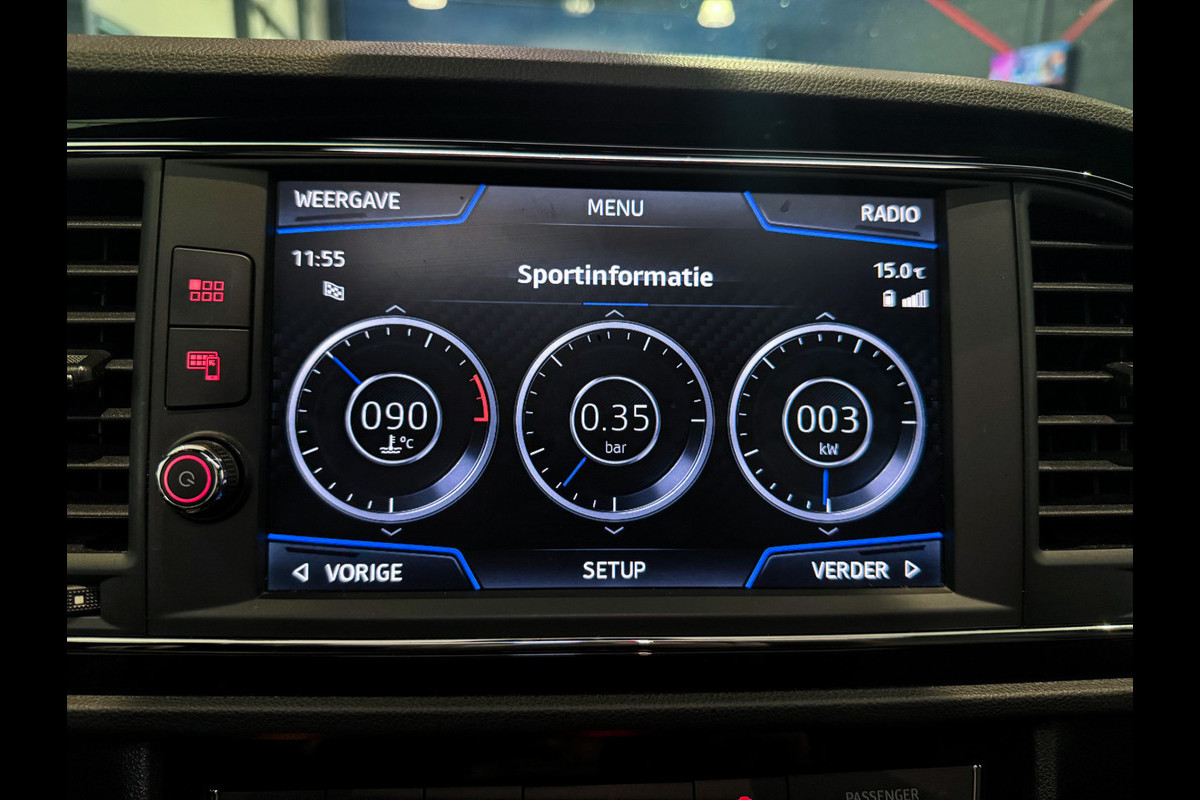 WEERGAVE
MENU
RADIO
11:55
Sportinformatie
15.0℃
090
°C
0.35
bar
003
kW
VORIGE
SETUP
VERDER
PASSENGER